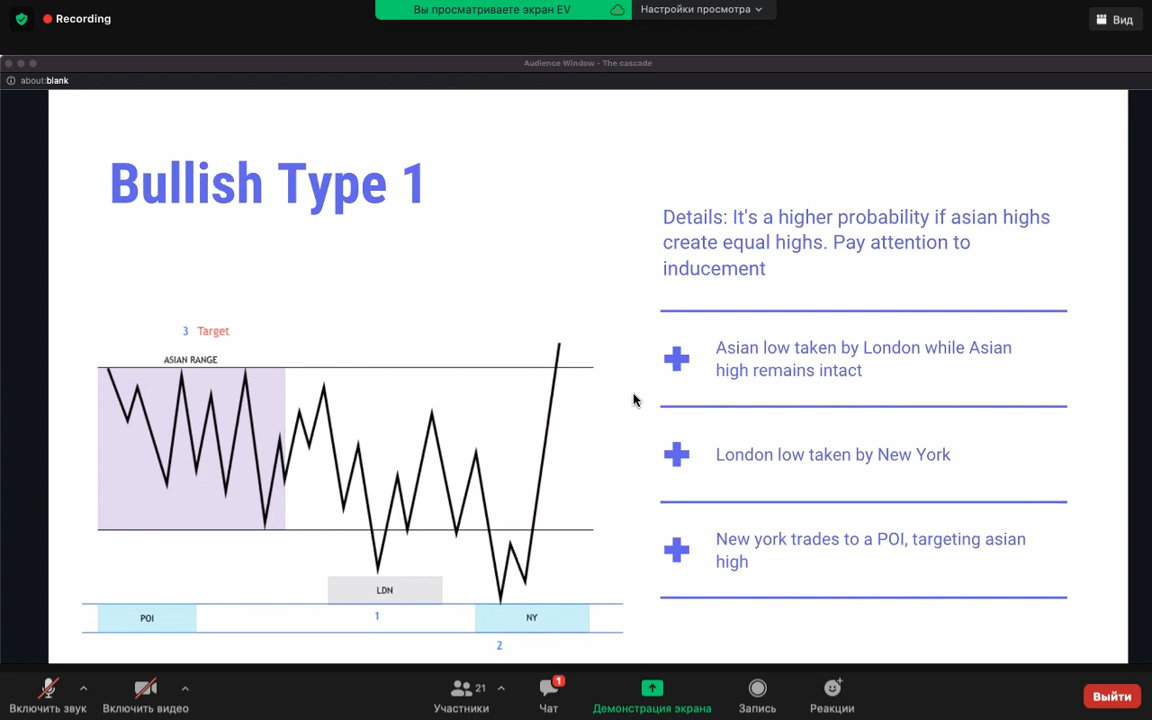 Recording
Вы просматриваете экран EV
Настройки просмотра
Вид
Audience Window - The cascade
about:blank
Bullish Type 1
Details: It's a higher probability if asian highs
create equal highs. Pay attention to
inducement
3 Target
ASIAN RANGE
Asian low taken by London while Asian
high remains intact
London low taken by New York
New york trades to a POI, targeting asian
high
LDN
POI
1
NY
2
Включить звук
Включить видео
21
Участники
1
Чат
Демонстрация экрана
Запись
Реакции
Выйти